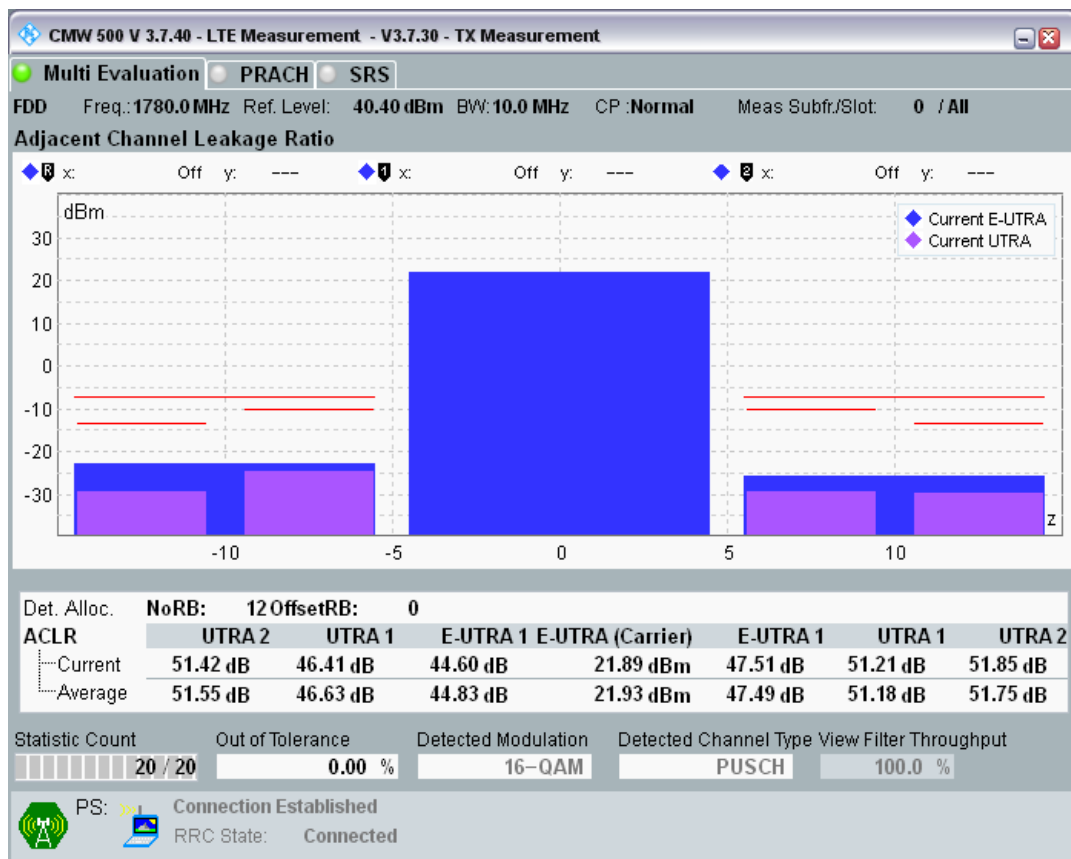 CMW 500 V 3.7.40 - LTE Measurement - V3.7.30 - TX Measurement
Multi Evaluation PRACH SRS
FDD Freq.:1780.0 MHz Ref. Level: 40.40 dBm BW:10.0 MHz CP :Normal Meas Subfr./Slot: 0 / All
Adjacent Channel Leakage Ratio
R x: Off y: --- 1 x: Off y: --- 2 x: Off y: ---
dBm
Current E-UTRA
Current UTRA
30
20
10
0
-10
-20
-30
z
-10 -5 0 5 10
Det. Alloc. NoRB: 12 OffsetRB: 0
ACLR UTRA 2 UTRA 1 E-UTRA 1 E-UTRA (Carrier) E-UTRA 1 UTRA 1 UTRA 2
Current 51.42 dB 46.41 dB 44.60 dB 21.89 dBm 47.51 dB 51.21 dB 51.85 dB
Average 51.55 dB 46.63 dB 44.83 dB 21.93 dBm 47.49 dB 51.18 dB 51.75 dB
Statistic Count Out of Tolerance Detected Modulation Detected Channel Type View Filter Throughput
20 / 20 0.00 % 16-QAM PUSCH 100.0 %
PS: Connection Established
RRC State: Connected